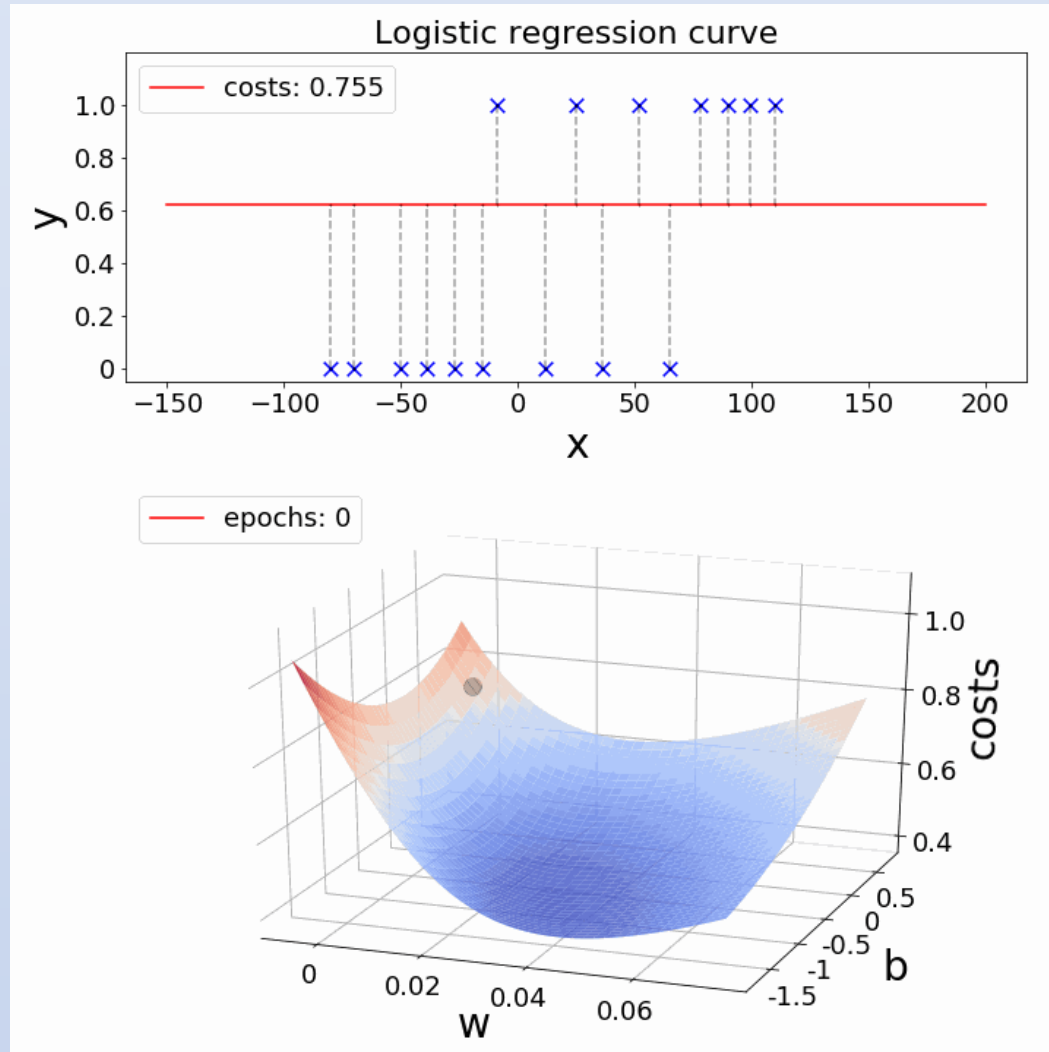 Logistic regression curve
costs: 0.755
1.0
0.8
0.6
0.4
0.2
0
y
−150 −100 −50 0 50 100 150 200
x
epochs: 0
1.0
0.8
0.6
0.4
costs
0.5
0
-0.5
-1
-1.5
b
0 0.02 0.04 0.06
w